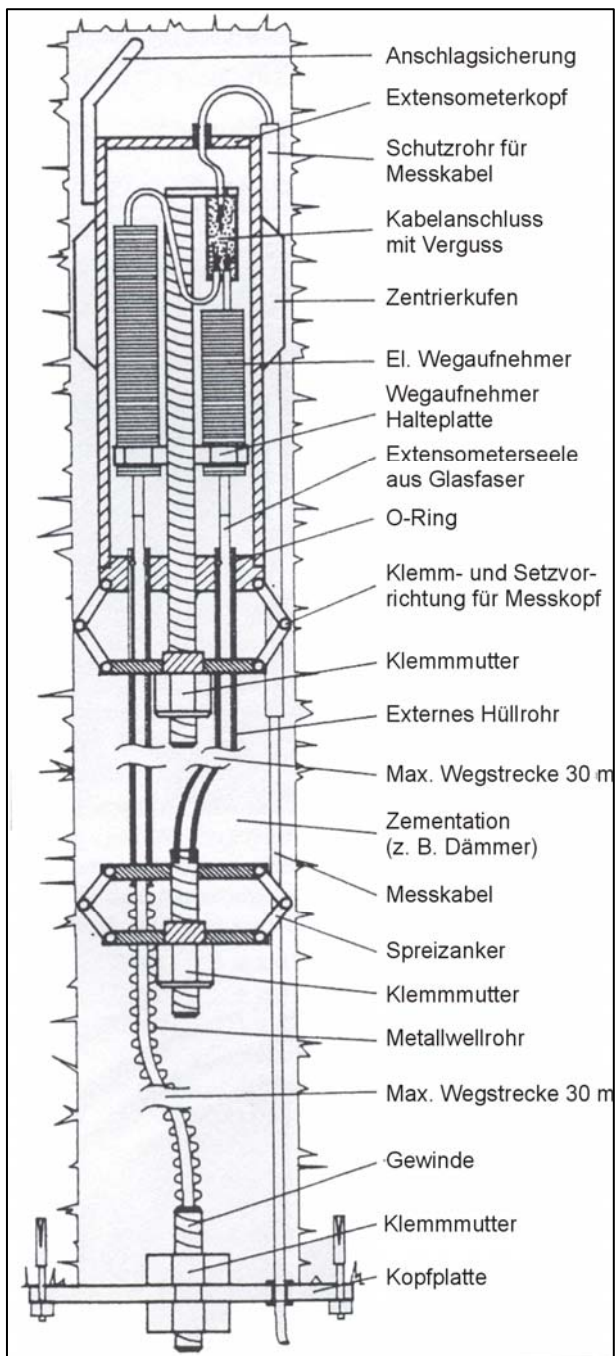 Anschlagsicherung
Extensometerkopf
Schutzrohr für
Messkabel
Kabelanschluss
mit Verguss
Zentrierkufen
El. Wegaufnehmer
Wegaufnehmer
Halteplatte
Extensometerseele
aus Glasfaser
O-Ring
Klemm- und Setzvor-
richtung für Messkopf
Klemmmutter
Externes Hüllrohr
Max. Wegstrecke 30 m
Zementation
(z. B. Dämmer)
Messkabel
Spreizanker
Klemmmutter
Metallwellrohr
Max. Wegstrecke 30 m
Gewinde
Klemmmutter
Kopfplatte